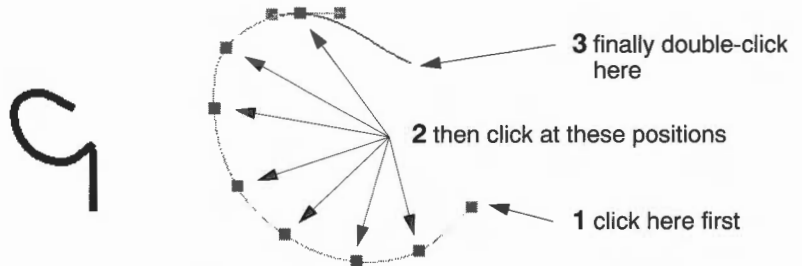 3 finally double-click
here
2 then click at these positions
1 click here first